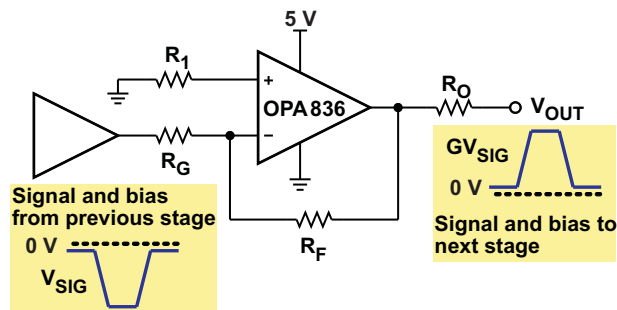 5 V
R1
+
OPA836
−
RG
RF
RO
VOUT
Signal and bias
from previous stage
0 V
VSIG
GVSIG
0 V
Signal and bias to
next stage